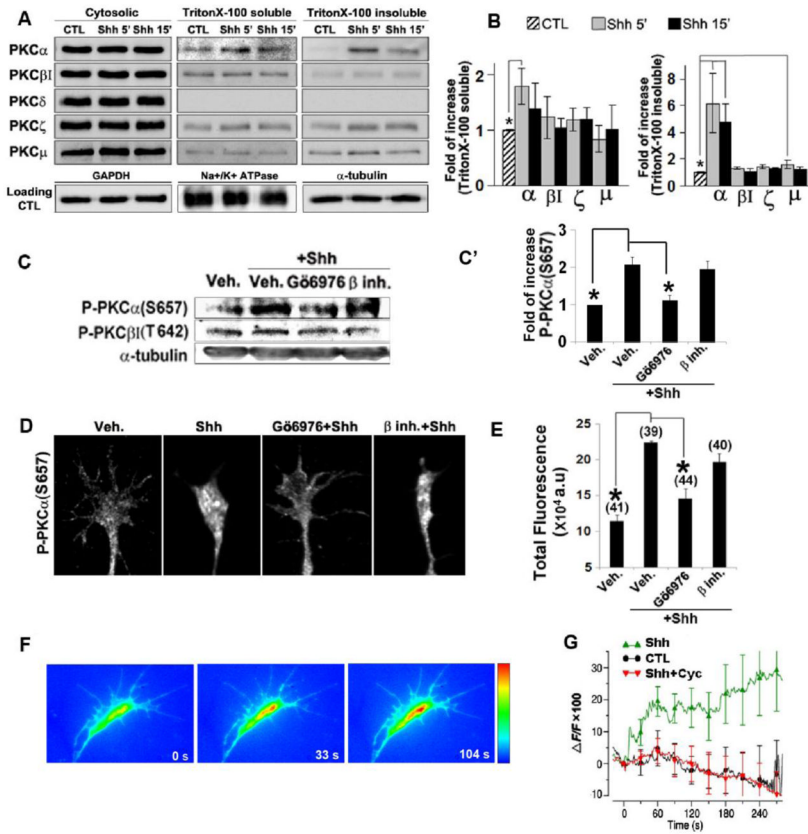 A
Cytosolic TritonX-100 soluble TritonX-100 insoluble
CTL Shh 5' Shh 15' CTL Shh 5' Shh 15' CTL Shh 5' Shh 15'
PKCα
PKCβI
PKCδ
PKCζ
PKCμ
GAPDH Na+/K+ ATPase α-tubulin
Loading
CTL
B
CTL Shh 5' Shh 15'
Fold of increase
(TritonX-100 soluble)
2
1
0
*
α βI ζ μ
Fold of increase
(TritonX-100 insoluble)
8
6
4
2
0
*
α βI ζ μ
C
+Shh
Veh. Veh. Gö6976 β inh.
P-PKCα(S657)
P-PKCβI(T642)
α-tubulin
C'
Fold of increase
P-PKCα(S657)
3
2
1
0
* *
Veh. Veh. Gö6976 β inh.
+Shh
D
Veh. Shh Gö6976+Shh β inh.+Shh
P-PKCα(S657)
E
Total Fluorescence
(X10⁴ a.u)
25
20
15
10
5
* (41) (39) * (44) (40)
Veh. Veh. Gö6976 β inh.
+Shh
F
0 s 33 s 104 s
G
Shh
CTL
Shh+Cyc
△F/F×100
30
20
10
0
10
0 60 120 180 240
Time (s)